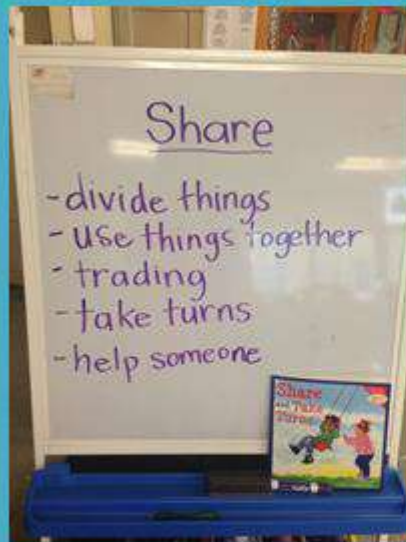 Share
-divide things
- use things together
- trading
- take turns
- help someone
Share
and Take
Turns